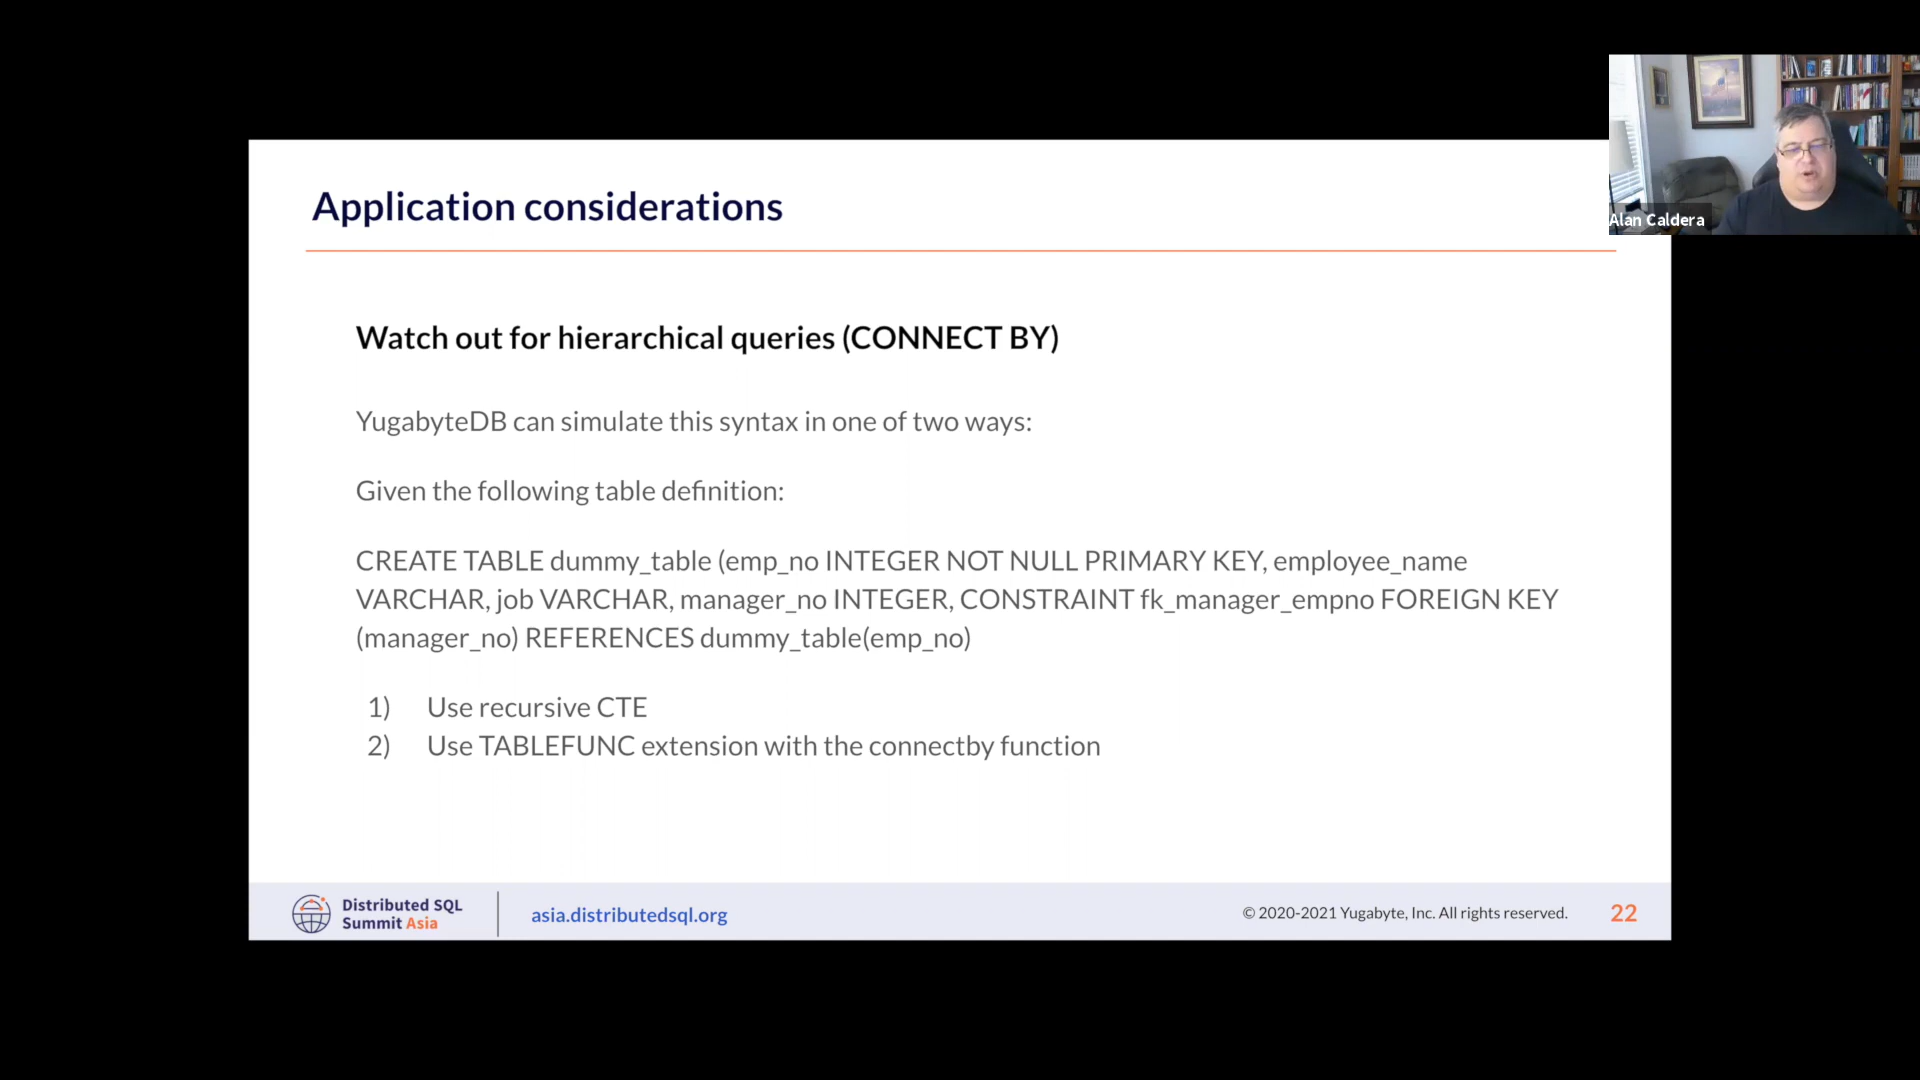 Alan Caldera
Application considerations
Watch out for hierarchical queries (CONNECT BY)
YugabyteDB can simulate this syntax in one of two ways:
Given the following table definition:
CREATE TABLE dummy_table (emp_no INTEGER NOT NULL PRIMARY KEY, employee_name
VARCHAR, job VARCHAR, manager_no INTEGER, CONSTRAINT fk_manager_empno FOREIGN KEY
(manager_no) REFERENCES dummy_table(emp_no)
1) Use recursive CTE
2) Use TABLEFUNC extension with the connectby function
Distributed SQL
Summit Asia
asia.distributedsql.org
© 2020-2021 Yugabyte, Inc. All rights reserved.
22